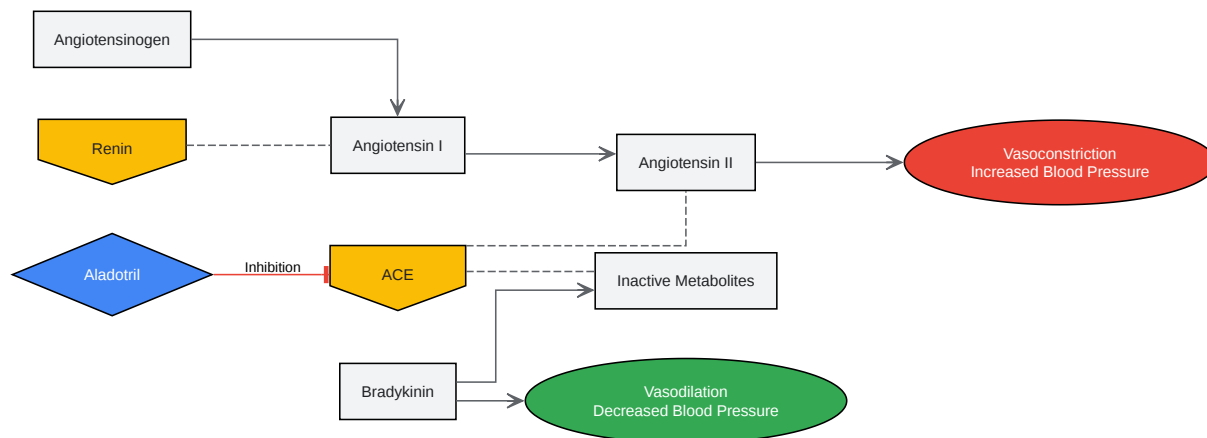 Angiotensinogen
Renin
Angiotensin I
Angiotensin II
Vasoconstriction
Increased Blood Pressure
Aladotril
Inhibition
ACE
Inactive Metabolites
Bradykinin
Vasodilation
Decreased Blood Pressure